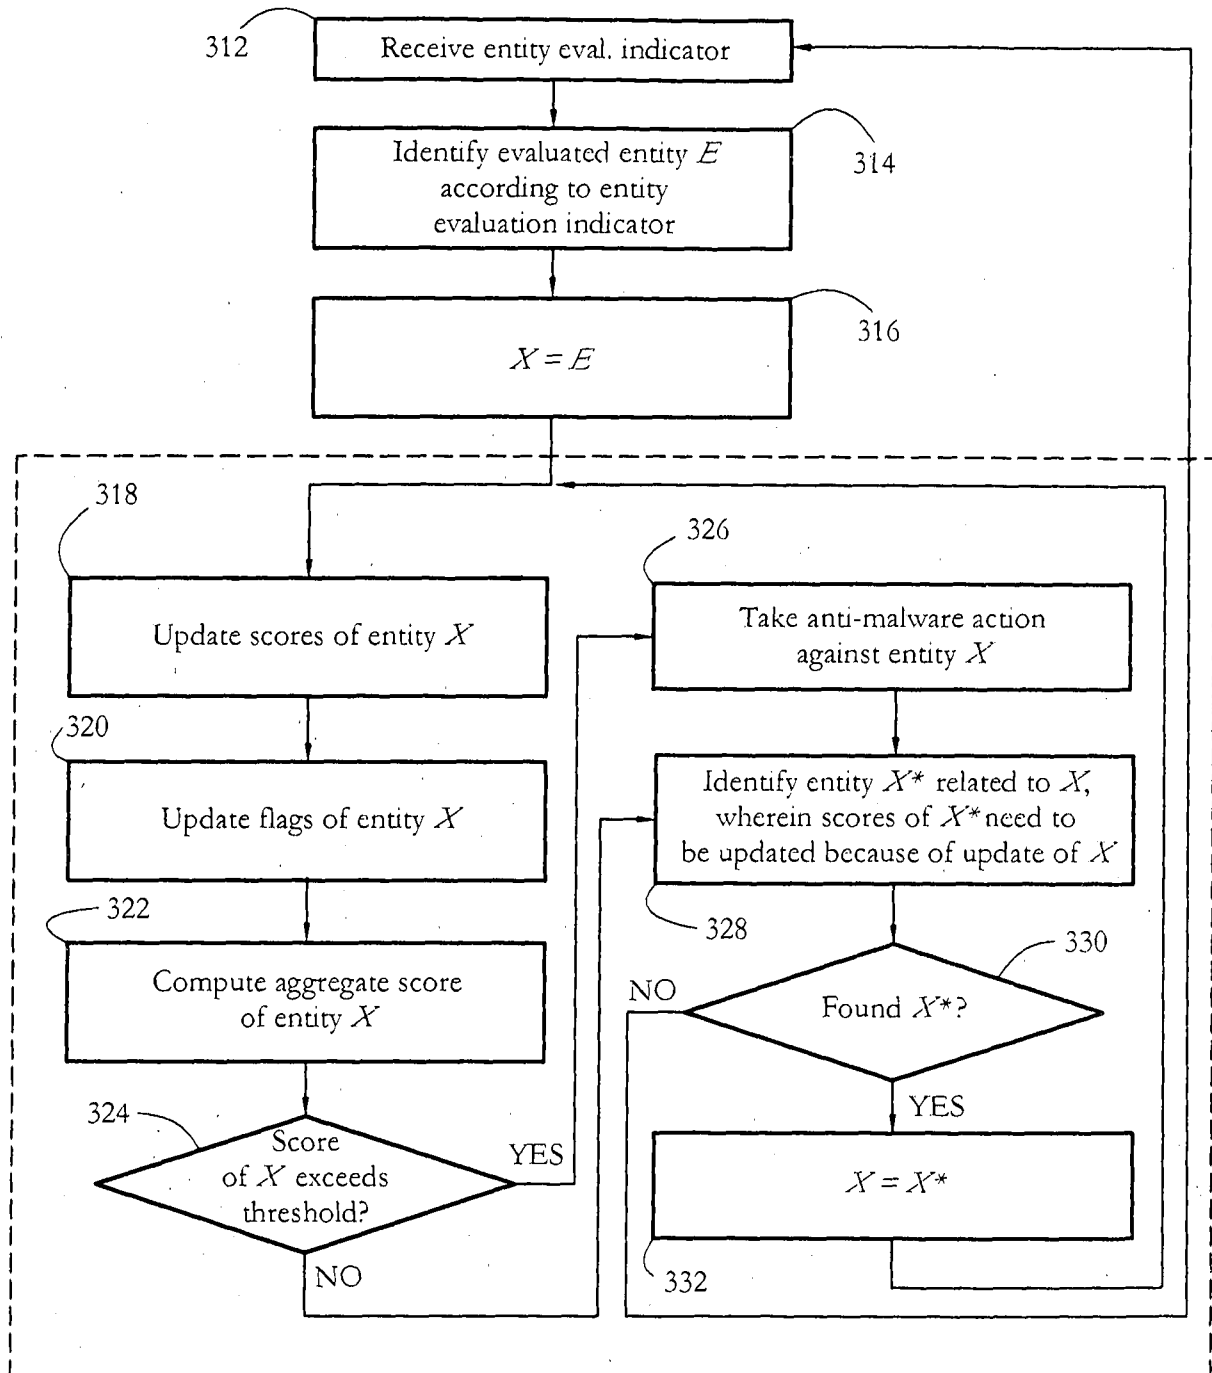 312
Receive entity eval. indicator
Identify evaluated entity E
according to entity
evaluation indicator
314
X = E
316
318
Update scores of entity X
320
Update flags of entity X
322
Compute aggregate score
of entity X
324
Score
of X exceeds
threshold?
YES
NO
326
Take anti-malware action
against entity X
Identify entity X* related to X,
wherein scores of X* need to
be updated because of update of X
328
330
Found X*?
NO
YES
X = X*
332